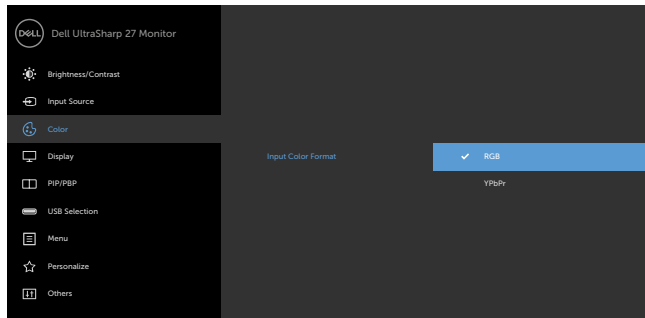 DELL Dell UltraSharp 27 Monitor
Brightness/Contrast
Input Source
Color
Display
Input Color Format
RGB
PIP/PBP
YPbPr
USB Selection
Menu
Personalize
Others